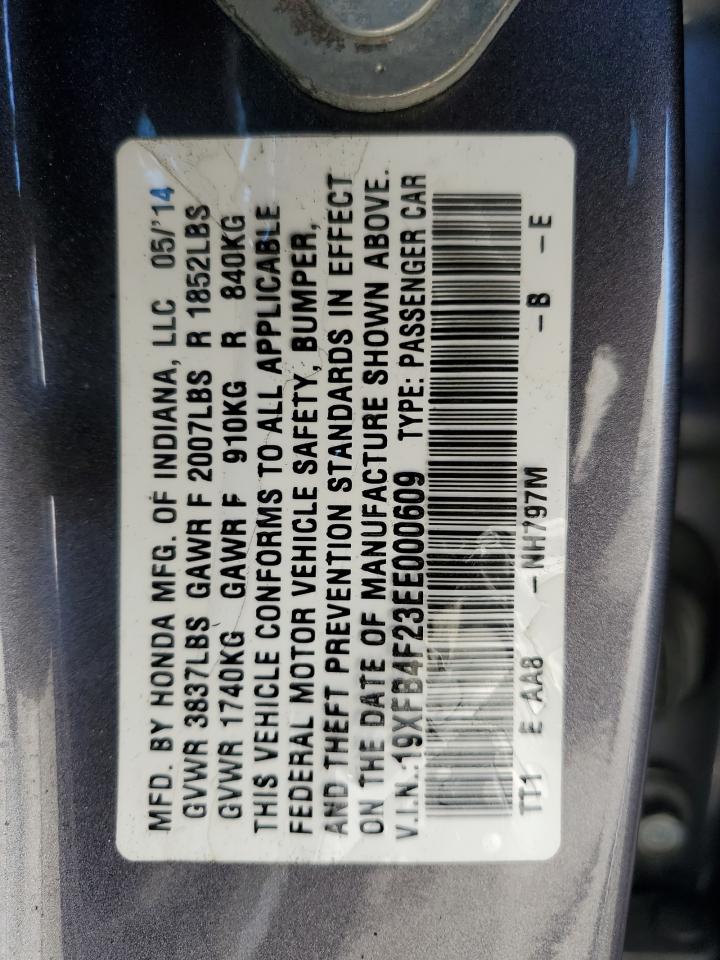 MFD. BY HONDA MFG. OF INDIANA, LLC 05/'14
GVWR 3837LBS GAWR F 2007LBS R 1852LBS
GVWR 1740KG GAWR F 910KG R 840KG
THIS VEHICLE CONFORMS TO ALL APPLICABLE
FEDERAL MOTOR VEHICLE SAFETY, BUMPER,
AND THEFT PREVENTION STANDARDS IN EFFECT
ON THE DATE OF MANUFACTURE SHOWN ABOVE.
V.I.N.:19XFB4F23EE000609 TYPE: PASSENGER CAR
TT1 E AA8 -NH797M -B -E